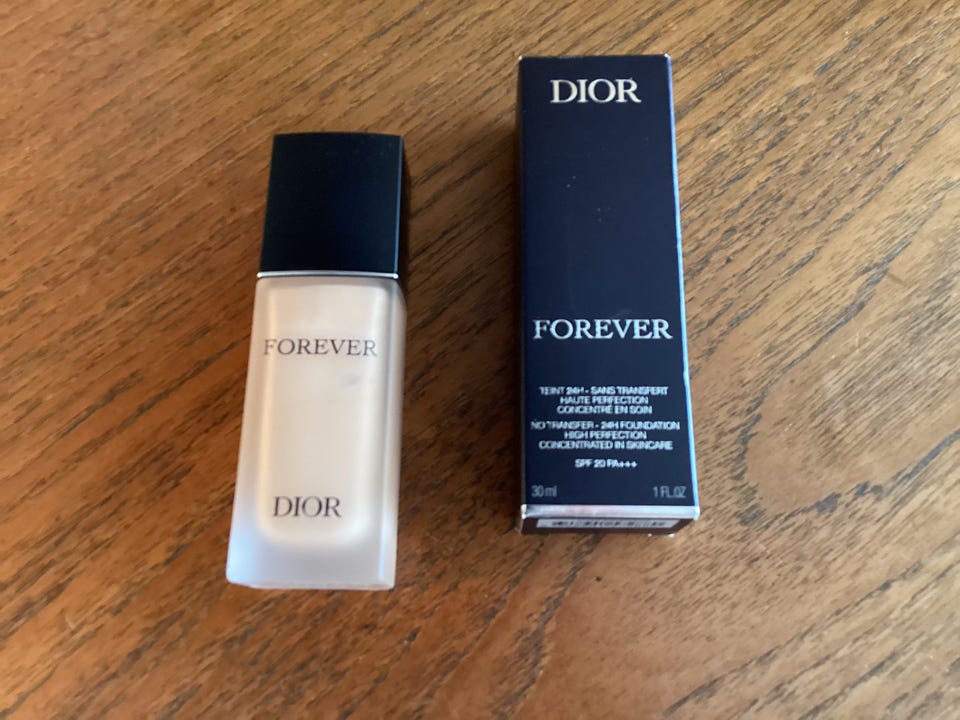 FOREVER
DIOR
DIOR
FOREVER
TEINT 24H - SANS TRANSFERT
HAUTE PERFECTION
CONCENTRÉ EN SOIN
NO TRANSFER - 24H FOUNDATION
HIGH PERFECTION
CONCENTRATED IN SKINCARE
SPF 20 PA+++
30 ml 1 FL.OZ